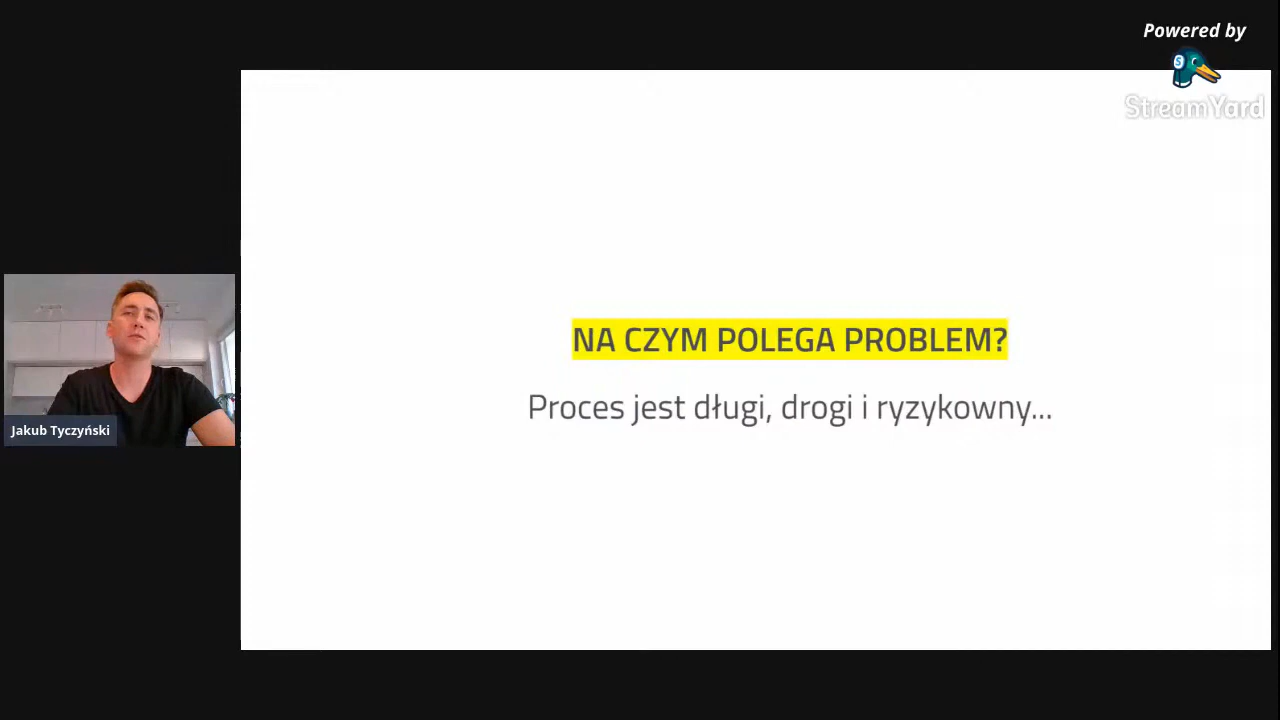 Powered by
StreamYard
NA CZYM POLEGA PROBLEM?
Proces jest długi, drogi i ryzykowny...
Jakub Tyczyński